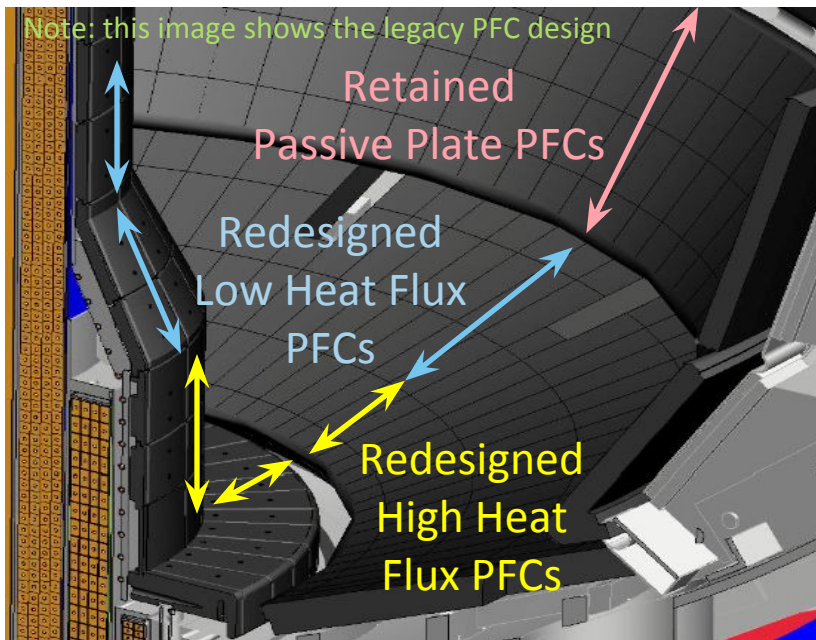 Note: this image shows the legacy PFC design
Retained
Passive Plate PFCs
Redesigned
Low Heat Flux
PFCs
Redesigned
High Heat
Flux PFCs